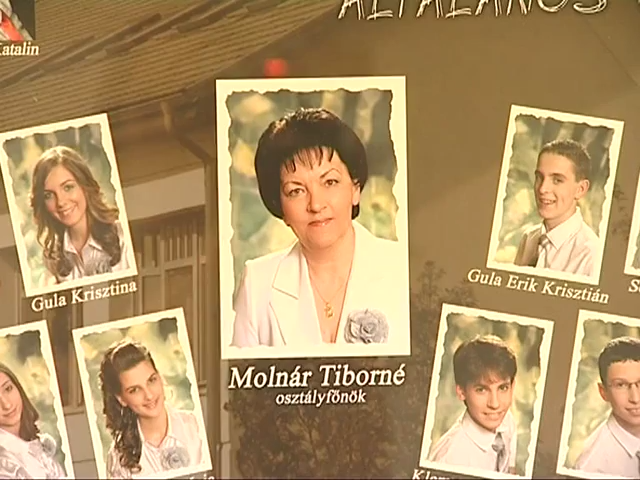 ÁLTALÁNOS
Katalin
Gula Krisztina
Gula Erik Krisztián
Molnár Tiborné
osztályfőnök